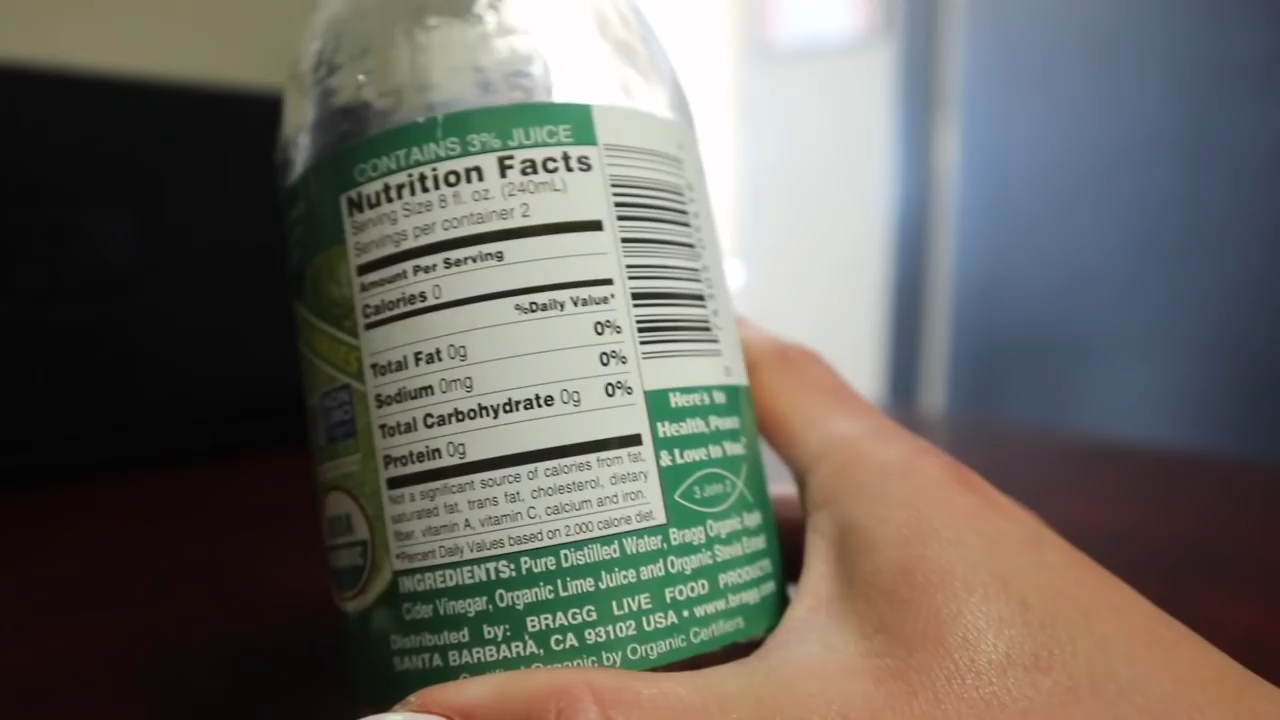 CONTAINS 3% JUICE
Nutrition Facts
Serving Size 8 fl. oz. (240mL)
Servings per container 2
Amount Per Serving
Calories 0
%Daily Value*
Total Fat 0g 0%
Sodium 0mg 0%
Total Carbohydrate 0g 0%
Protein 0g
Not a significant source of calories from fat,
saturated fat, trans fat, cholesterol, dietary
fiber, vitamin A, vitamin C, calcium and iron.
*Percent Daily Values based on 2,000 calorie diet.
Here's to
Health, Peace
& Love to You."
3 John 2
INGREDIENTS: Pure Distilled Water, Bragg Organic Apple
Cider Vinegar, Organic Lime Juice and Organic Stevia Extract
Distributed by: BRAGG LIVE FOOD PRODUCTS
SANTA BARBARA, CA 93102 USA • www.bragg.com
Certified Organic by Organic Certifiers